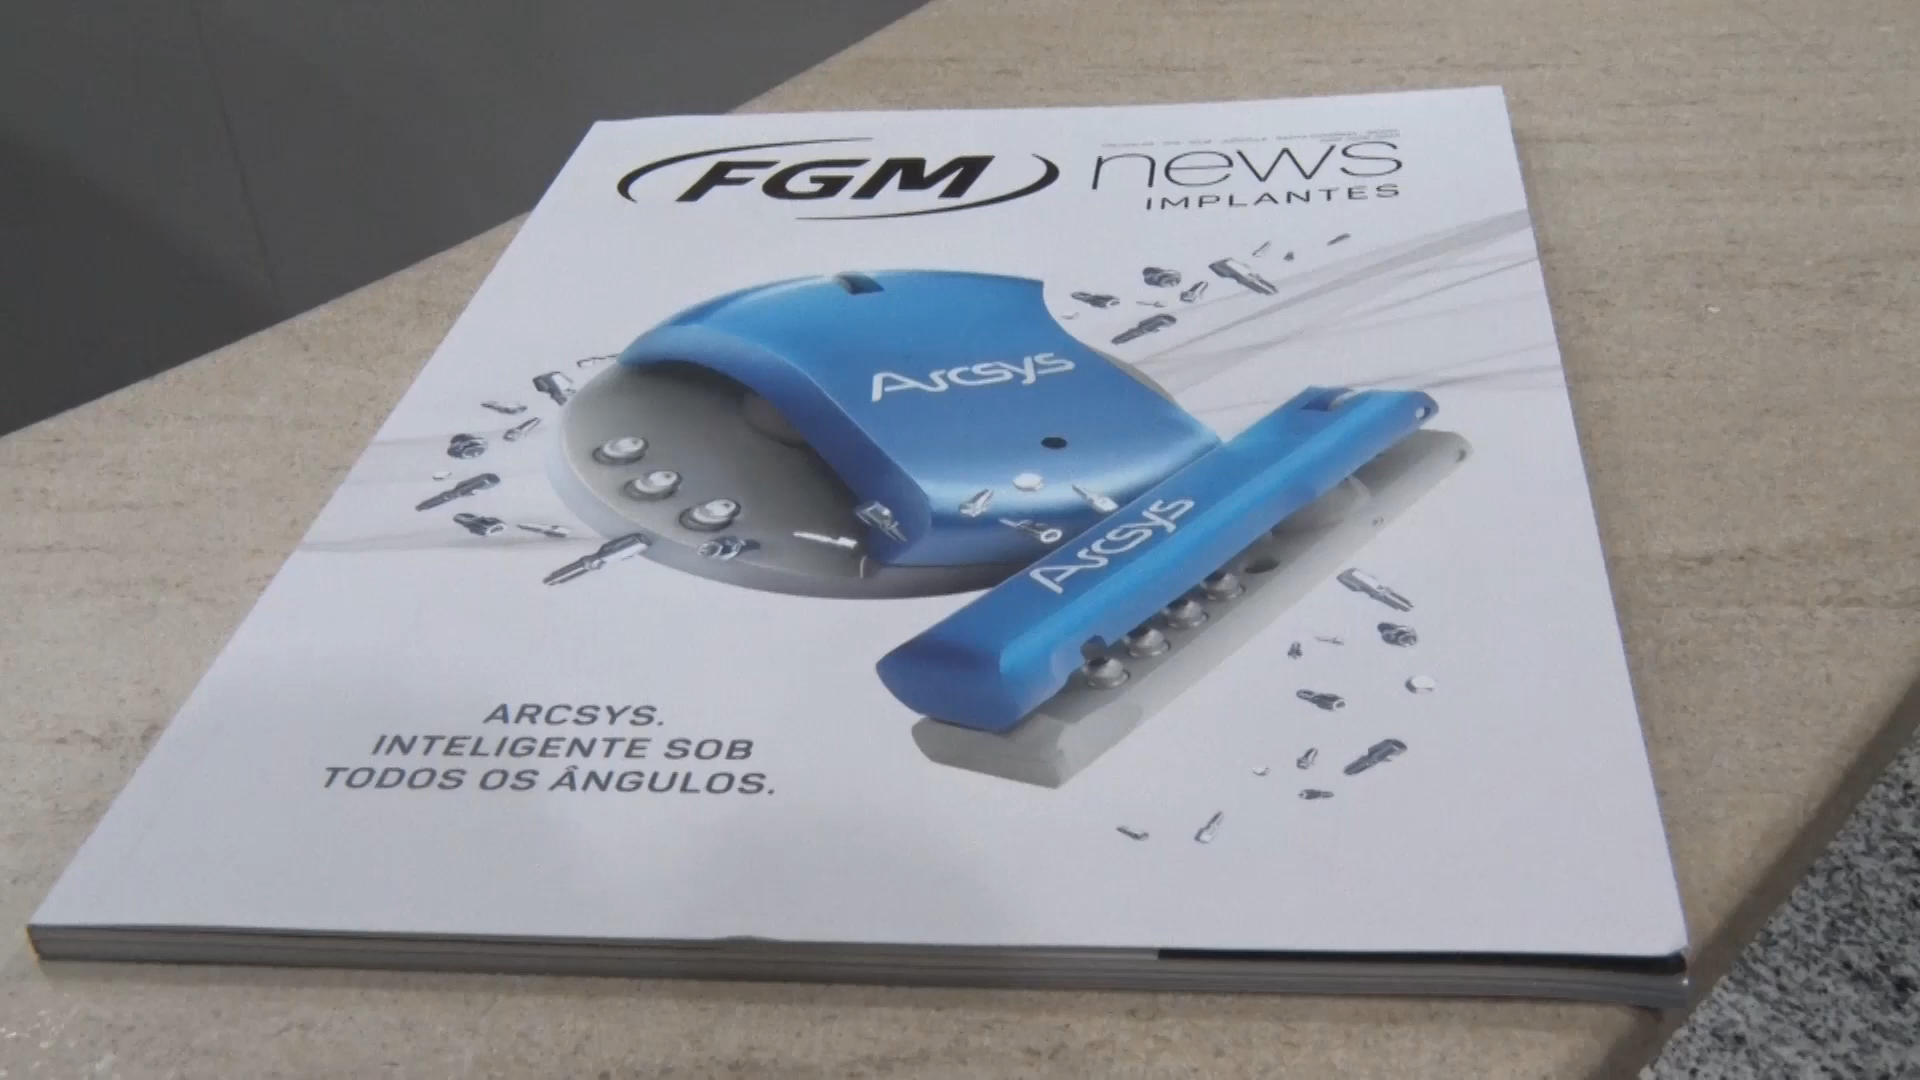 FGM
news
IMPLANTES
Arcsys
Arcsys
ARCSYS.
INTELIGENTE SOB
TODOS OS ÂNGULOS.